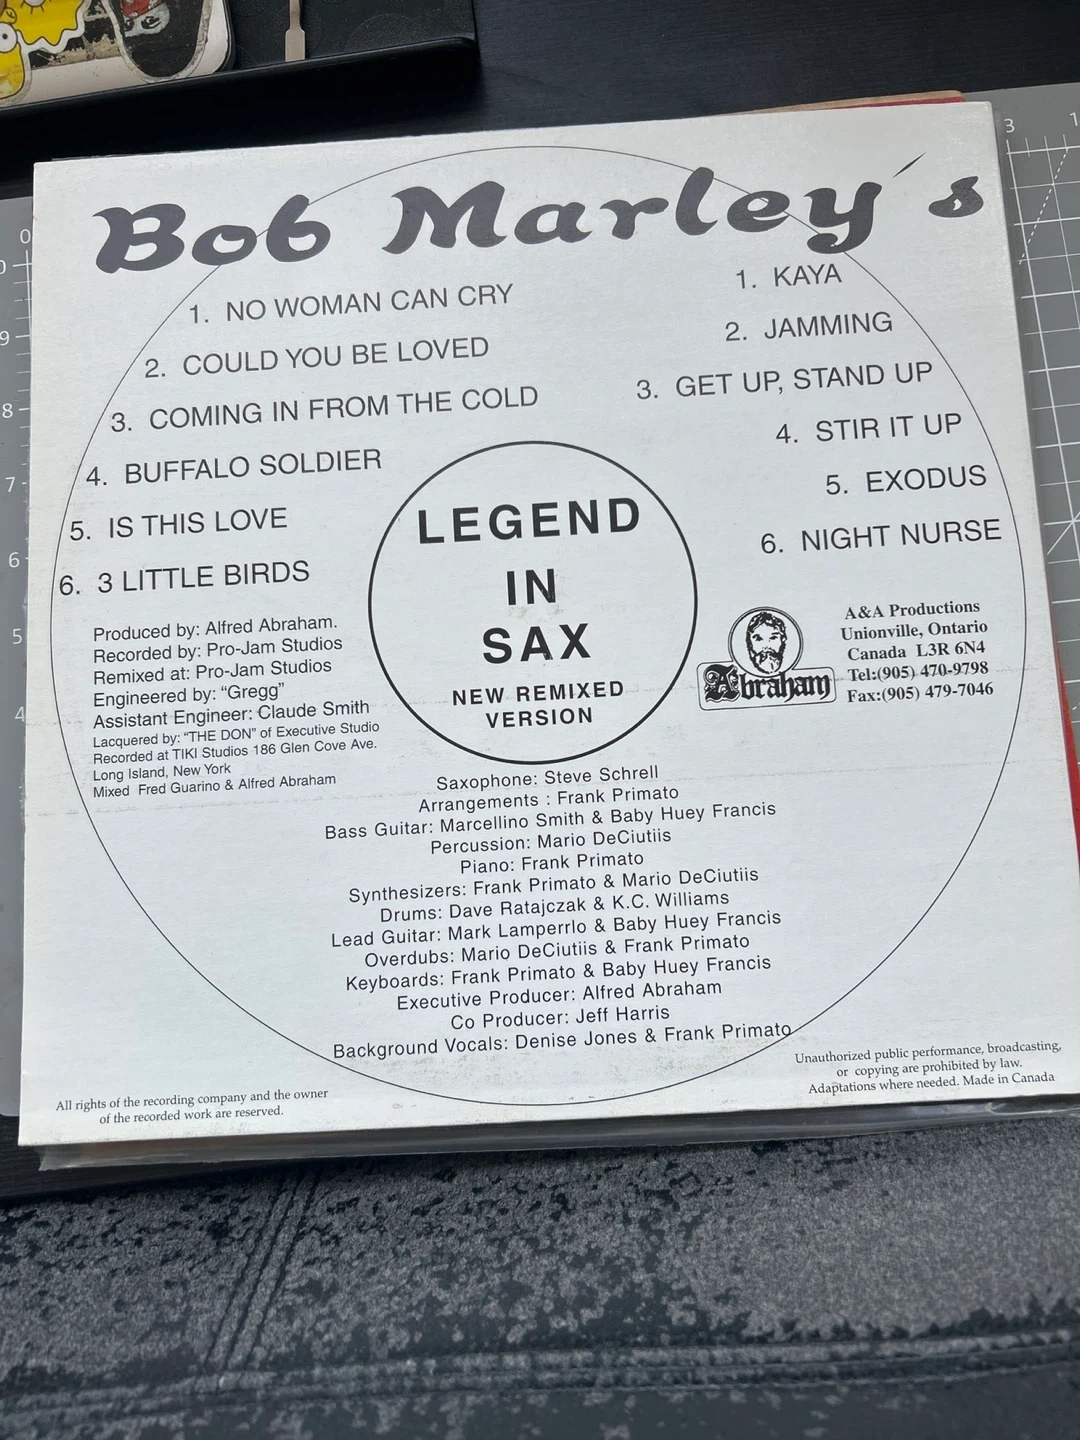 Bob Marley´s
1. NO WOMAN CAN CRY
2. COULD YOU BE LOVED
3. COMING IN FROM THE COLD
4. BUFFALO SOLDIER
5. IS THIS LOVE
6. 3 LITTLE BIRDS
1. KAYA
2. JAMMING
3. GET UP, STAND UP
4. STIR IT UP
5. EXODUS
6. NIGHT NURSE
LEGEND
IN
SAX
NEW REMIXED
VERSION
Produced by: Alfred Abraham.
Recorded by: Pro-Jam Studios
Remixed at: Pro-Jam Studios
Engineered by: “Gregg”
Assistant Engineer: Claude Smith
Lacquered by: “THE DON” of Executive Studio
Recorded at TIKI Studios 186 Glen Cove Ave.
Long Island, New York
Mixed Fred Guarino & Alfred Abraham
Abraham
A&A Productions
Unionville, Ontario
Canada L3R 6N4
Tel:(905) 470-9798
Fax:(905) 479-7046
Saxophone: Steve Schrell
Arrangements : Frank Primato
Bass Guitar: Marcellino Smith & Baby Huey Francis
Percussion: Mario DeCiutiis
Piano: Frank Primato
Synthesizers: Frank Primato & Mario DeCiutiis
Drums: Dave Ratajczak & K.C. Williams
Lead Guitar: Mark Lamperrlo & Baby Huey Francis
Overdubs: Mario DeCiutiis & Frank Primato
Keyboards: Frank Primato & Baby Huey Francis
Executive Producer: Alfred Abraham
Co Producer: Jeff Harris
Background Vocals: Denise Jones & Frank Primato
All rights of the recording company and the owner
of the recorded work are reserved.
Unauthorized public performance, broadcasting,
or copying are prohibited by law.
Adaptations where needed. Made in Canada
0
9
8
7
6
5
4
0
3